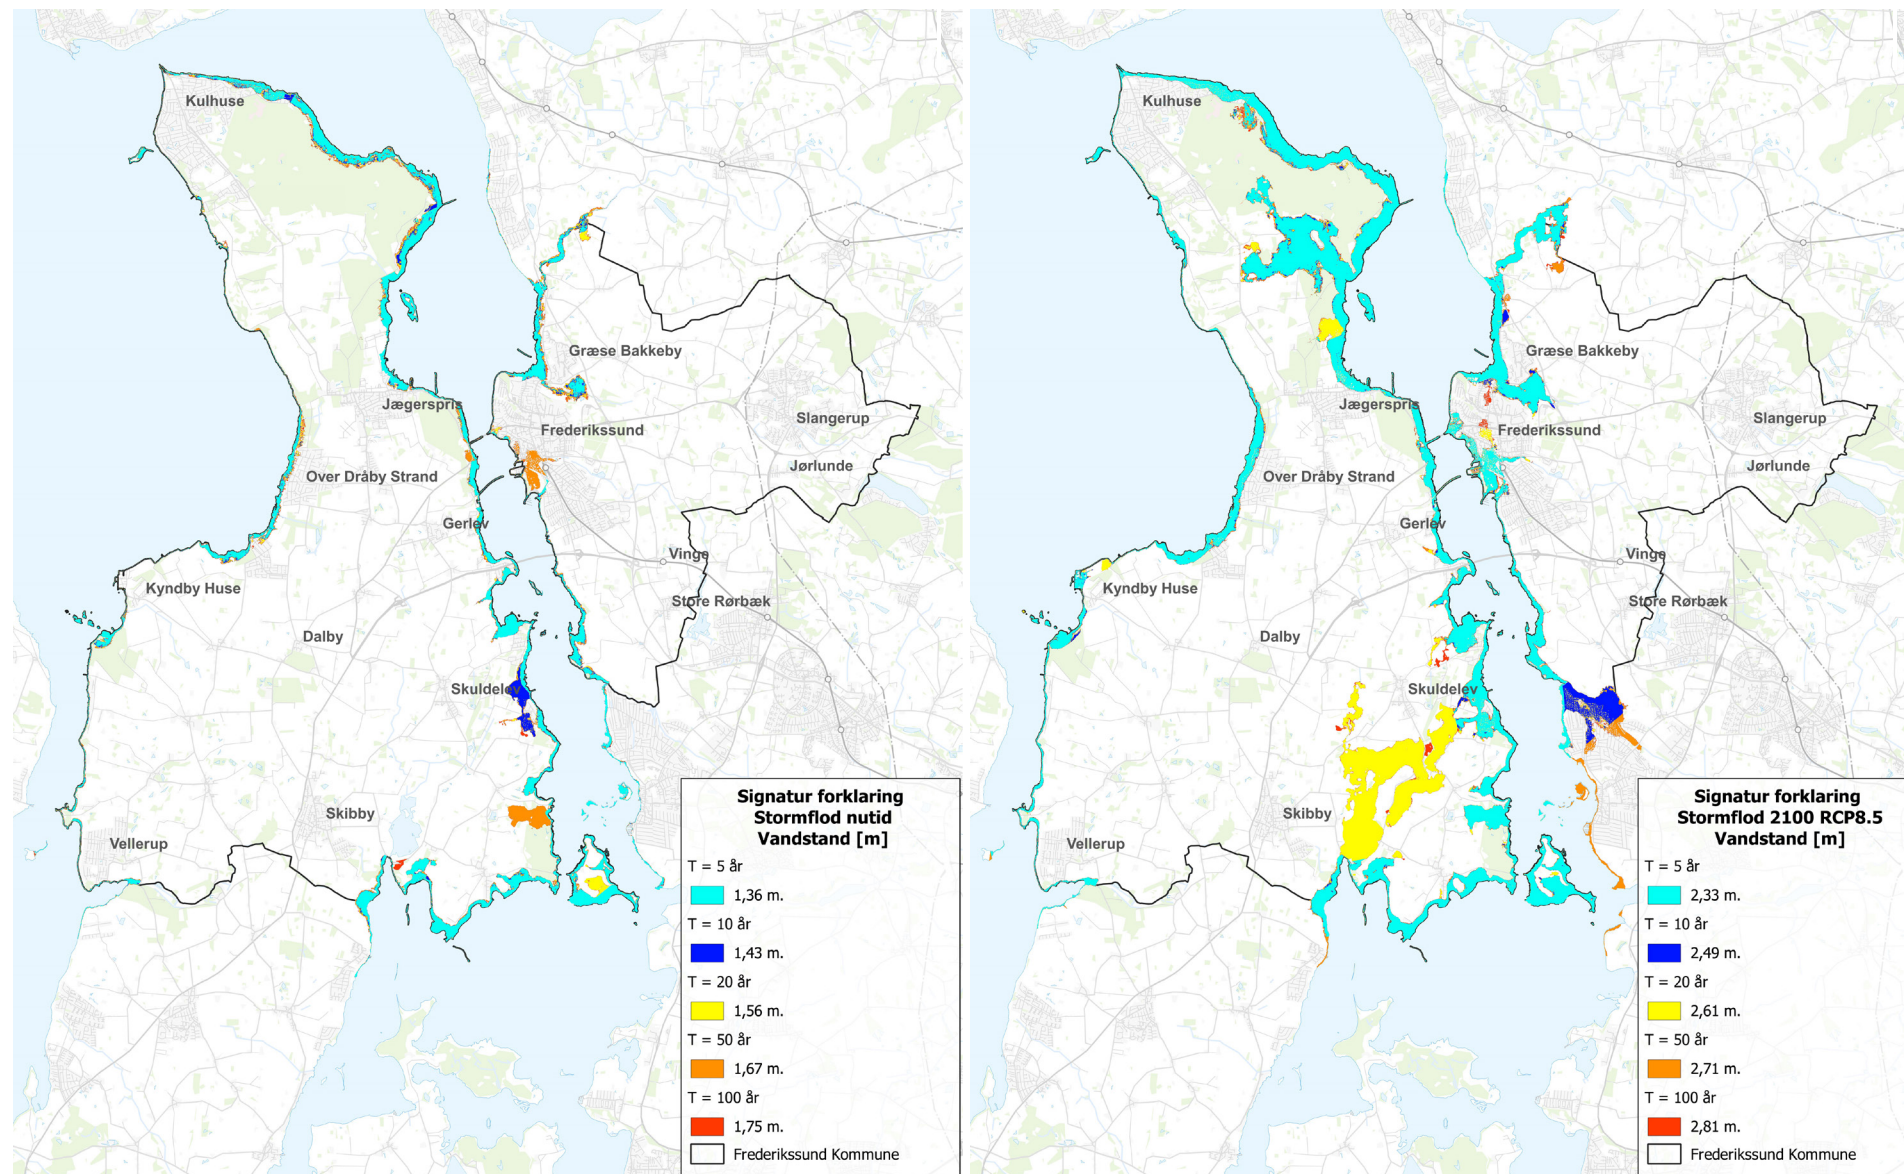 Kulhuse
Græse Bakkeby
Jægerspris
Slangerup
Frederikssund
Jørlunde
Over Dråby Strand
Gerlev
Vinge
Kyndby Huse
Store Rørbæk
Dalby
Skuldelev
Skibby
Vellerup
Signatur forklaring
Stormflod nutid
Vandstand [m]
T = 5 år
1,36 m.
T = 10 år
1,43 m.
T = 20 år
1,56 m.
T = 50 år
1,67 m.
T = 100 år
1,75 m.
Frederikssund Kommune
Kulhuse
Græse Bakkeby
Jægerspris
Slangerup
Frederikssund
Jørlunde
Over Dråby Strand
Gerlev
Vinge
Kyndby Huse
Store Rørbæk
Dalby
Skuldelev
Skibby
Vellerup
Signatur forklaring
Stormflod 2100 RCP8.5
Vandstand [m]
T = 5 år
2,33 m.
T = 10 år
2,49 m.
T = 20 år
2,61 m.
T = 50 år
2,71 m.
T = 100 år
2,81 m.
Frederikssund Kommune